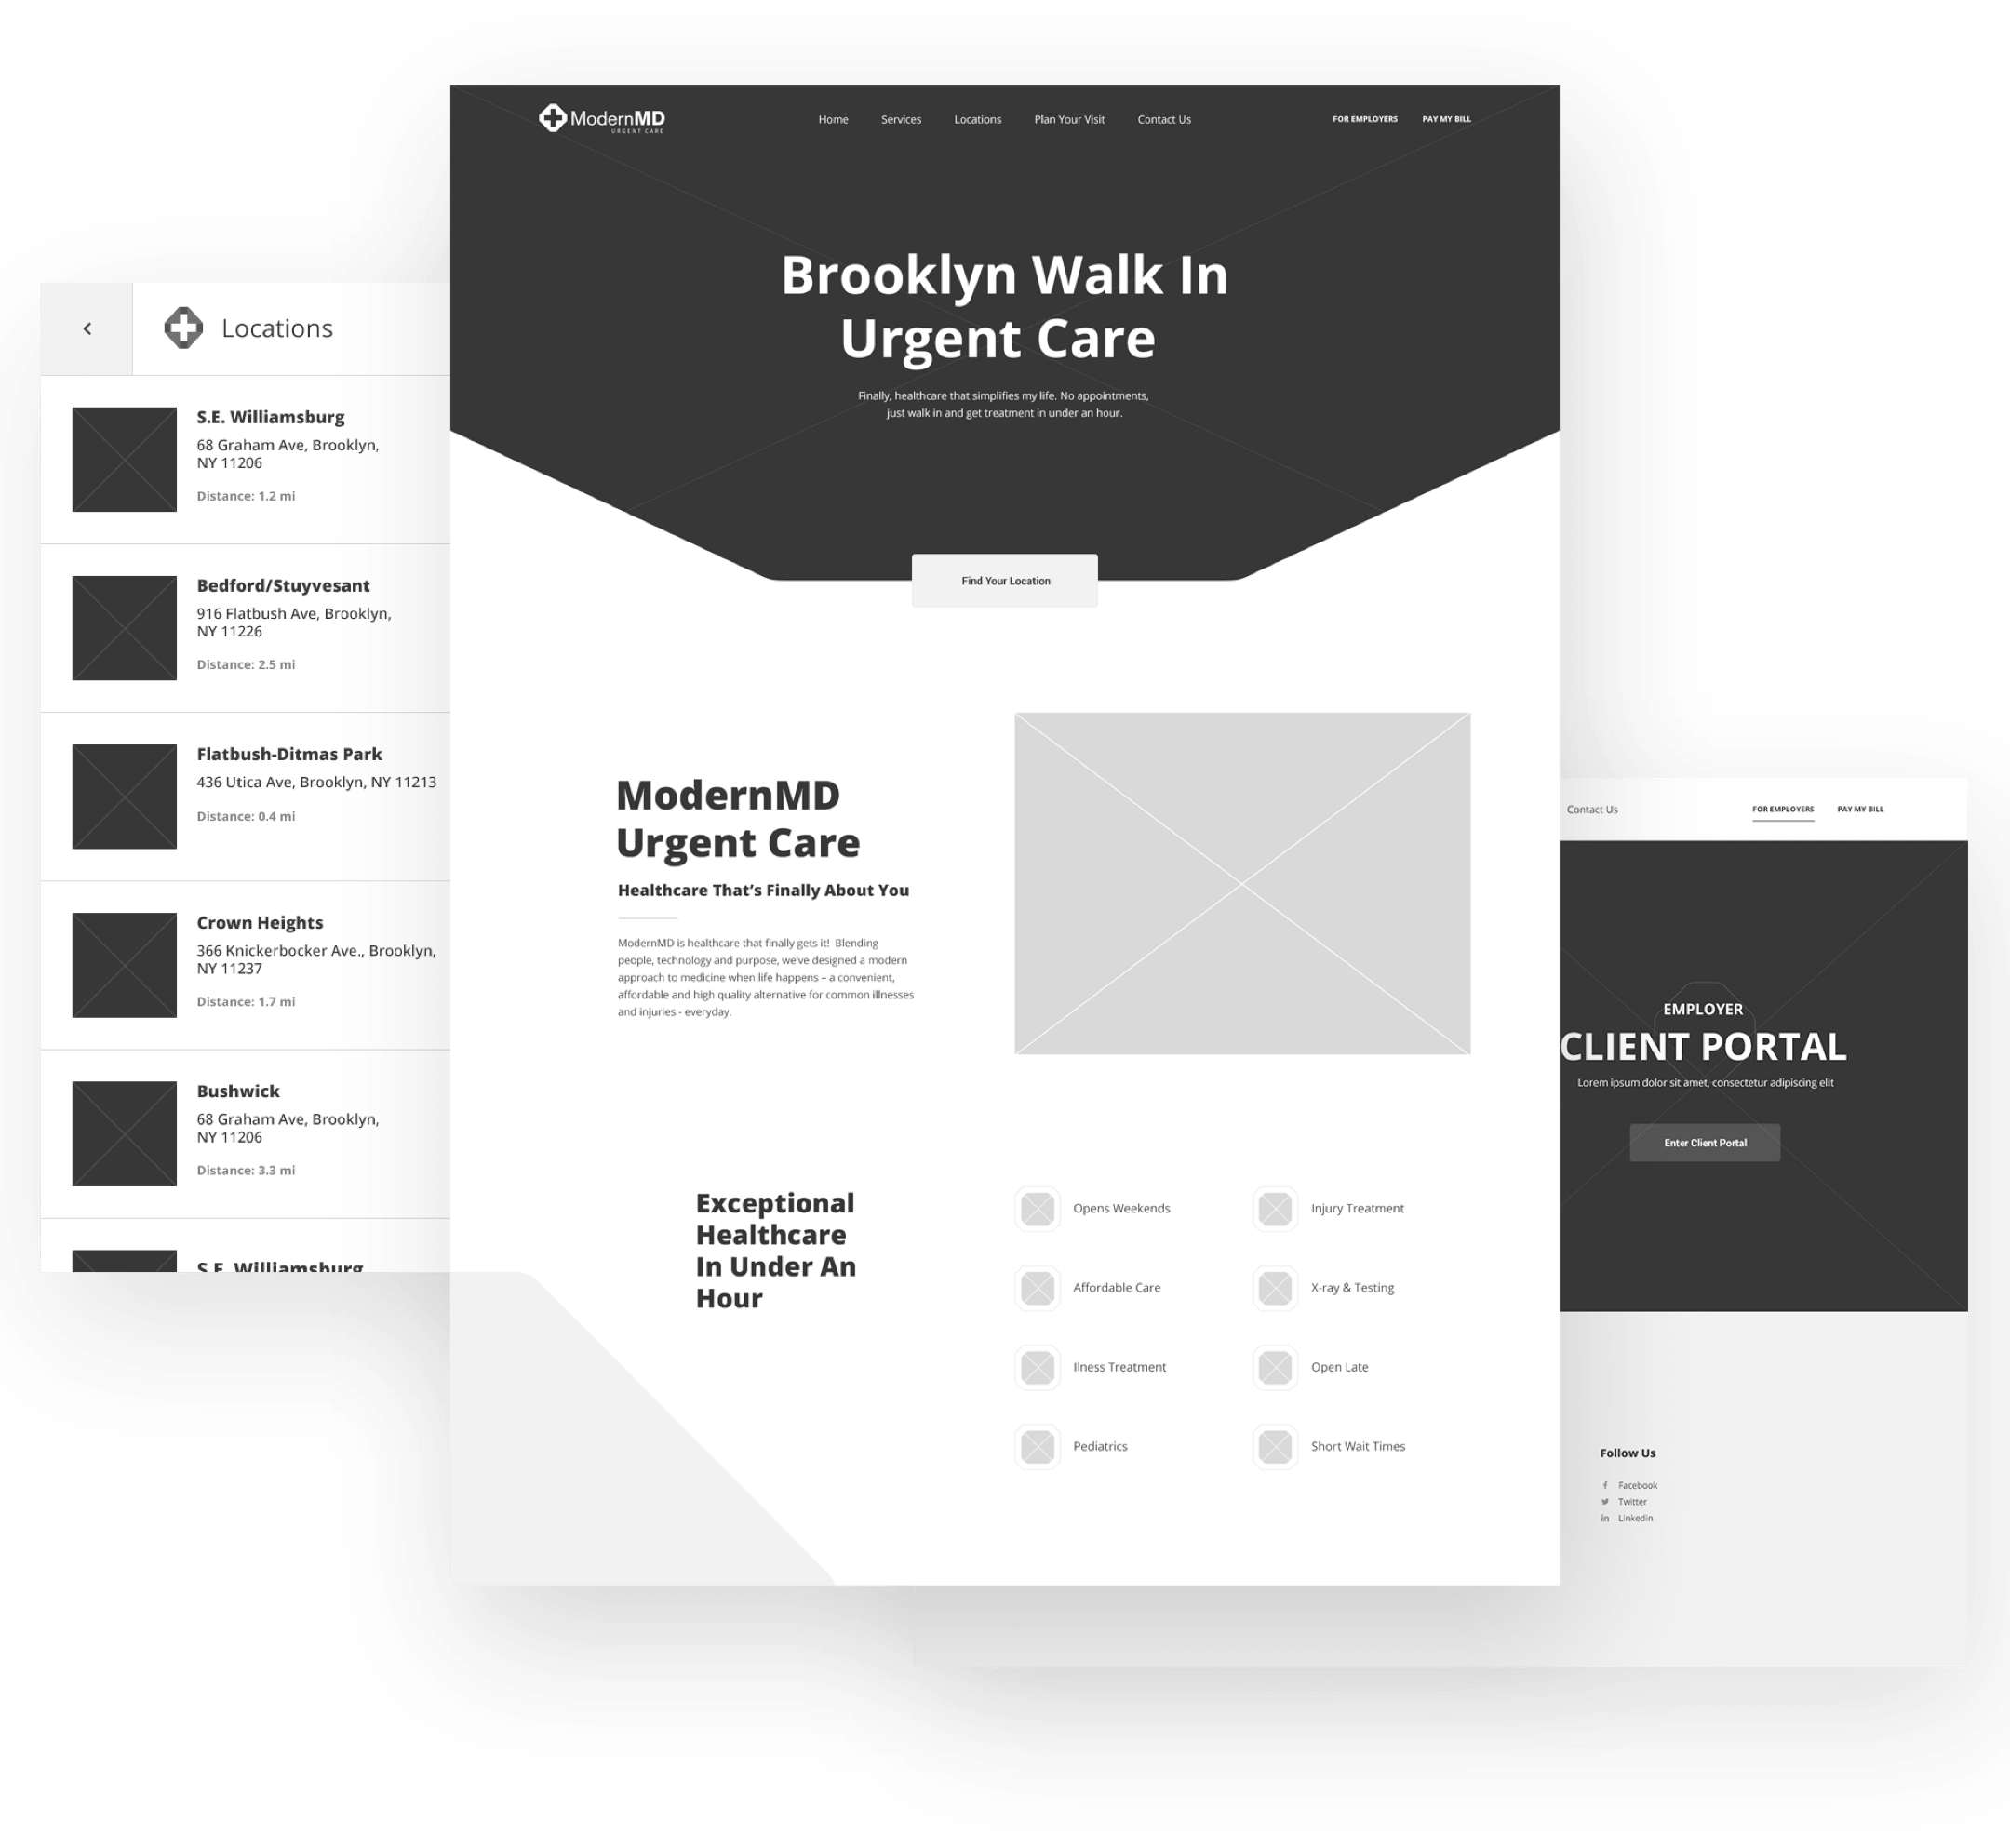 Locations
S.E. Williamsburg
68 Graham Ave, Brooklyn,
NY 11206
Distance: 1.2 mi
Bedford/Stuyvesant
916 Flatbush Ave, Brooklyn,
NY 11226
Distance: 2.5 mi
Flatbush-Ditmas Park
436 Utica Ave, Brooklyn, NY 11213
Distance: 0.4 mi
Crown Heights
366 Knickerbocker Ave., Brooklyn,
NY 11237
Distance: 1.7 mi
Bushwick
68 Graham Ave, Brooklyn,
NY 11206
Distance: 3.3 mi
S.E. Williamsburg
ModernMD
URGENT CARE
Home Services Locations Plan Your Visit Contact Us FOR EMPLOYERS PAY MY BILL
Brooklyn Walk In
Urgent Care
Finally, healthcare that simplifies my life. No appointments,
just walk in and get treatment in under an hour.
Find Your Location
ModernMD
Urgent Care
Healthcare That’s Finally About You
ModernMD is healthcare that finally gets it! Blending
people, technology and purpose, we’ve designed a modern
approach to medicine when life happens – a convenient,
affordable and high quality alternative for common illnesses
and injuries - everyday.
Exceptional
Healthcare
In Under An
Hour
Opens Weekends
Injury Treatment
Affordable Care
X-ray & Testing
Ilness Treatment
Open Late
Pediatrics
Short Wait Times
Contact Us FOR EMPLOYERS PAY MY BILL
EMPLOYER
CLIENT PORTAL
Lorem ipsum dolor sit amet, consectetur adipiscing elit
Enter Client Portal
Follow Us
Facebook
Twitter
Linkedin